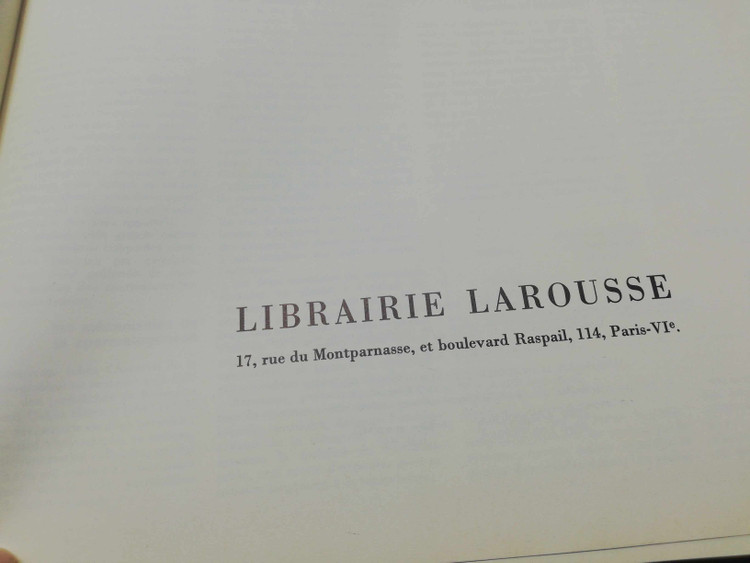 LIBRAIRIE LAROUSSE
17, rue du Montparnasse, et boulevard Raspail, 114, Paris-VIᵉ.